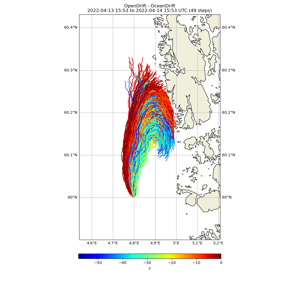 OpenDrift - OceanDrift
2022-04-13 15:53 to 2022-04-14 15:53 UTC (49 steps)
60.4°N 60.4°N
60.3°N 60.3°N
60.2°N 60.2°N
60.1°N 60.1°N
60°N 60°N
4.6°E 4.7°E 4.8°E 4.9°E 5°E 5.1°E 5.2°E
−50 −40 −30 −20 −10 0
z